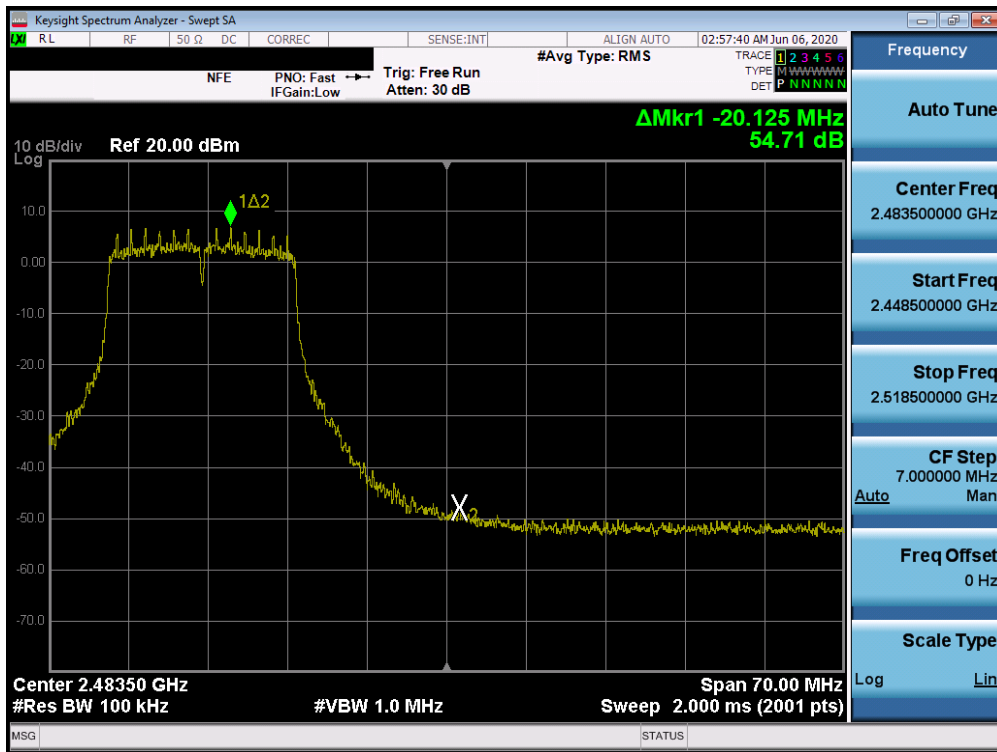 Keysight Spectrum Analyzer - Swept SA
LXI RL RF 50 Ω DC CORREC SENSE:INT ALIGN AUTO 02:57:40 AM Jun 06, 2020
NFE PNO: Fast Trig: Free Run #Avg Type: RMS TRACE 1 2 3 4 5 6
IFGain:Low Atten: 30 dB TYPE M WWWWW
DET P N N N N N
ΔMkr1 -20.125 MHz
54.71 dB
10 dB/div Ref 20.00 dBm
Log
1Δ2
10.0
0.00
-10.0
-20.0
-30.0
-40.0
-50.0
X2
-60.0
-70.0
Center 2.48350 GHz Span 70.00 MHz
#Res BW 100 kHz #VBW 1.0 MHz Sweep 2.000 ms (2001 pts)
MSG STATUS
Frequency
Auto Tune
Center Freq
2.483500000 GHz
Start Freq
2.448500000 GHz
Stop Freq
2.518500000 GHz
CF Step
7.000000 MHz
Auto Man
Freq Offset
0 Hz
Scale Type
Log Lin